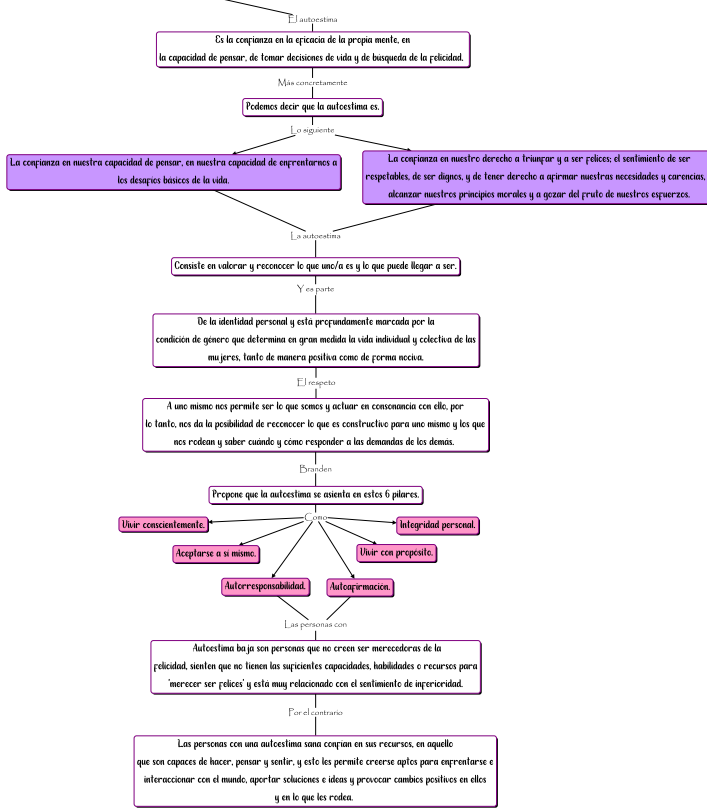 El autoestima
Es la confianza en la eficacia de la propia mente, en
la capacidad de pensar, de tomar decisiones de vida y de búsqueda de la felicidad.
Más concretamente
Podemos decir que la autoestima es.
Lo siguiente
La confianza en nuestra capacidad de pensar, en nuestra capacidad de enfrentarnos a
los desafíos básicos de la vida.
La confianza en nuestro derecho a triunfar y a ser felices; el sentimiento de ser
respetables, de ser dignos, y de tener derecho a afirmar nuestras necesidades y carencias,
alcanzar nuestros principios morales y a gozar del fruto de nuestros esfuerzos.
La autoestima
Consiste en valorar y reconocer lo que uno/a es y lo que puede llegar a ser.
Y es parte
De la identidad personal y está profundamente marcada por la
condición de género que determina en gran medida la vida individual y colectiva de las
mujeres, tanto de manera positiva como de forma nociva.
El respeto
A uno mismo nos permite ser lo que somos y actuar en consonancia con ello, por
lo tanto, nos da la posibilidad de reconocer lo que es constructivo para uno mismo y los que
nos rodean y saber cuándo y cómo responder a las demandas de los demás.
Branden
Propone que la autoestima se asienta en estos 6 pilares.
Como
Vivir conscientemente.
Integridad personal.
Aceptarse a sí mismo.
Vivir con propósito.
Autorresponsabilidad.
Autoafirmación.
Las personas con
Autoestima baja son personas que no creen ser merecedoras de la
felicidad, sienten que no tienen las suficientes capacidades, habilidades o recursos para
'merecer ser felices' y está muy relacionado con el sentimiento de inferioridad.
Por el contrario
Las personas con una autoestima sana confían en sus recursos, en aquello
que son capaces de hacer, pensar y sentir, y esto les permite creerse aptos para enfrentarse e
interaccionar con el mundo, aportar soluciones e ideas y provocar cambios positivos en ellos
y en lo que les rodea.